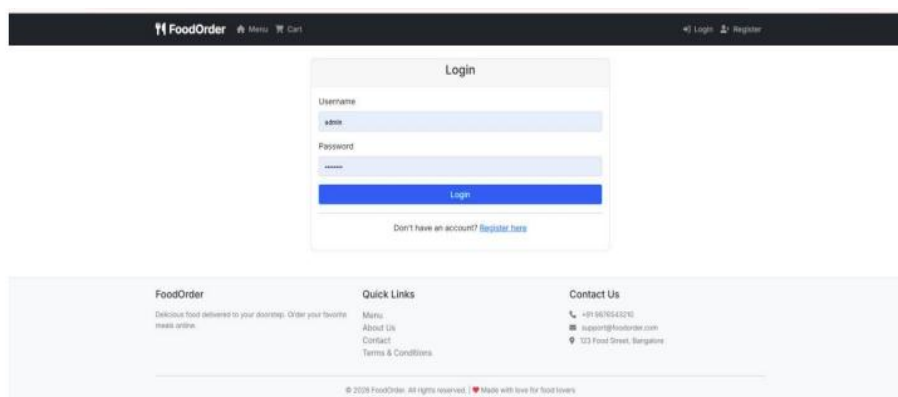 FoodOrder Menu Cart Login Register
Login
Username
admin
Password
Login
Don't have an account? Register here
FoodOrder
Delicious food delivered to your doorstep. Order your favorite
meals online.
Quick Links
Menu
About Us
Contact
Terms & Conditions
Contact Us
+91 9876543210
support@foodorder.com
123 Food Street, Bangalore
© 2026 FoodOrder. All rights reserved. | ❤ Made with love for food lovers